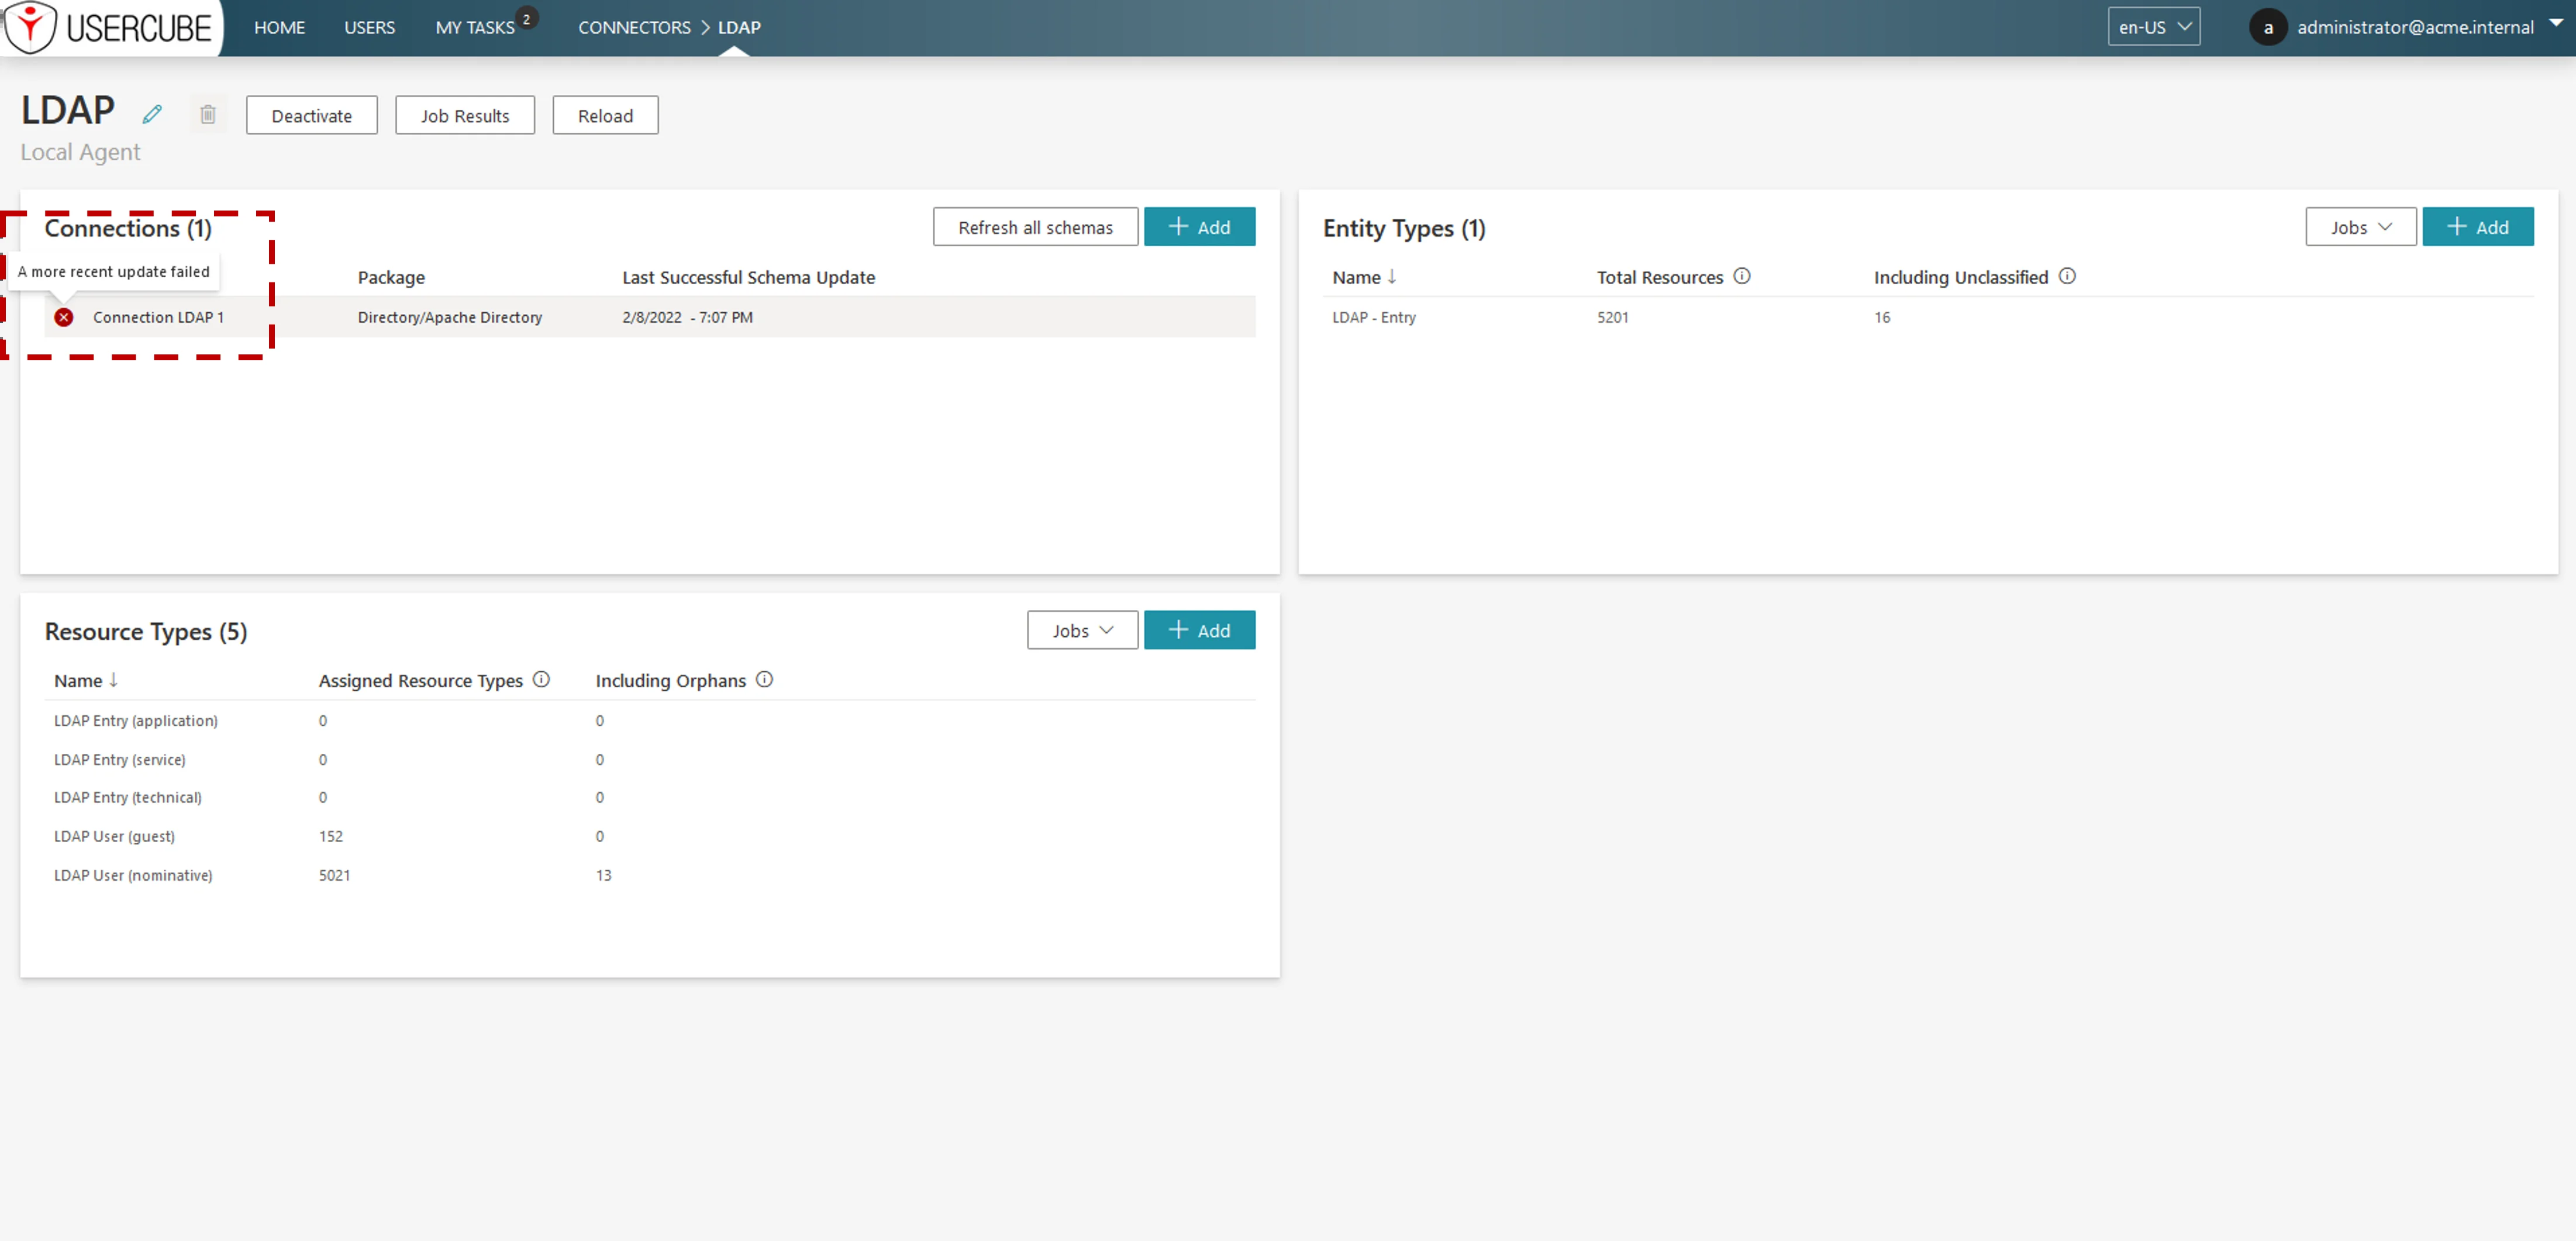 USERCUBE HOME USERS MY TASKS 2 CONNECTORS LDAP en-US a administrator@acme.internal
LDAP Deactivate Job Results Reload
Local Agent
Connections (1) Refresh all schemas Add
A more recent update failed Package Last Successful Schema Update
Connection LDAP 1 Directory/Apache Directory 2/8/2022 - 7:07 PM
Entity Types (1) Jobs Add
Name Total Resources Including Unclassified
LDAP - Entry 5201 16
Resource Types (5) Jobs Add
Name Assigned Resource Types Including Orphans
LDAP Entry (application) 0 0
LDAP Entry (service) 0 0
LDAP Entry (technical) 0 0
LDAP User (guest) 152 0
LDAP User (nominative) 5021 13